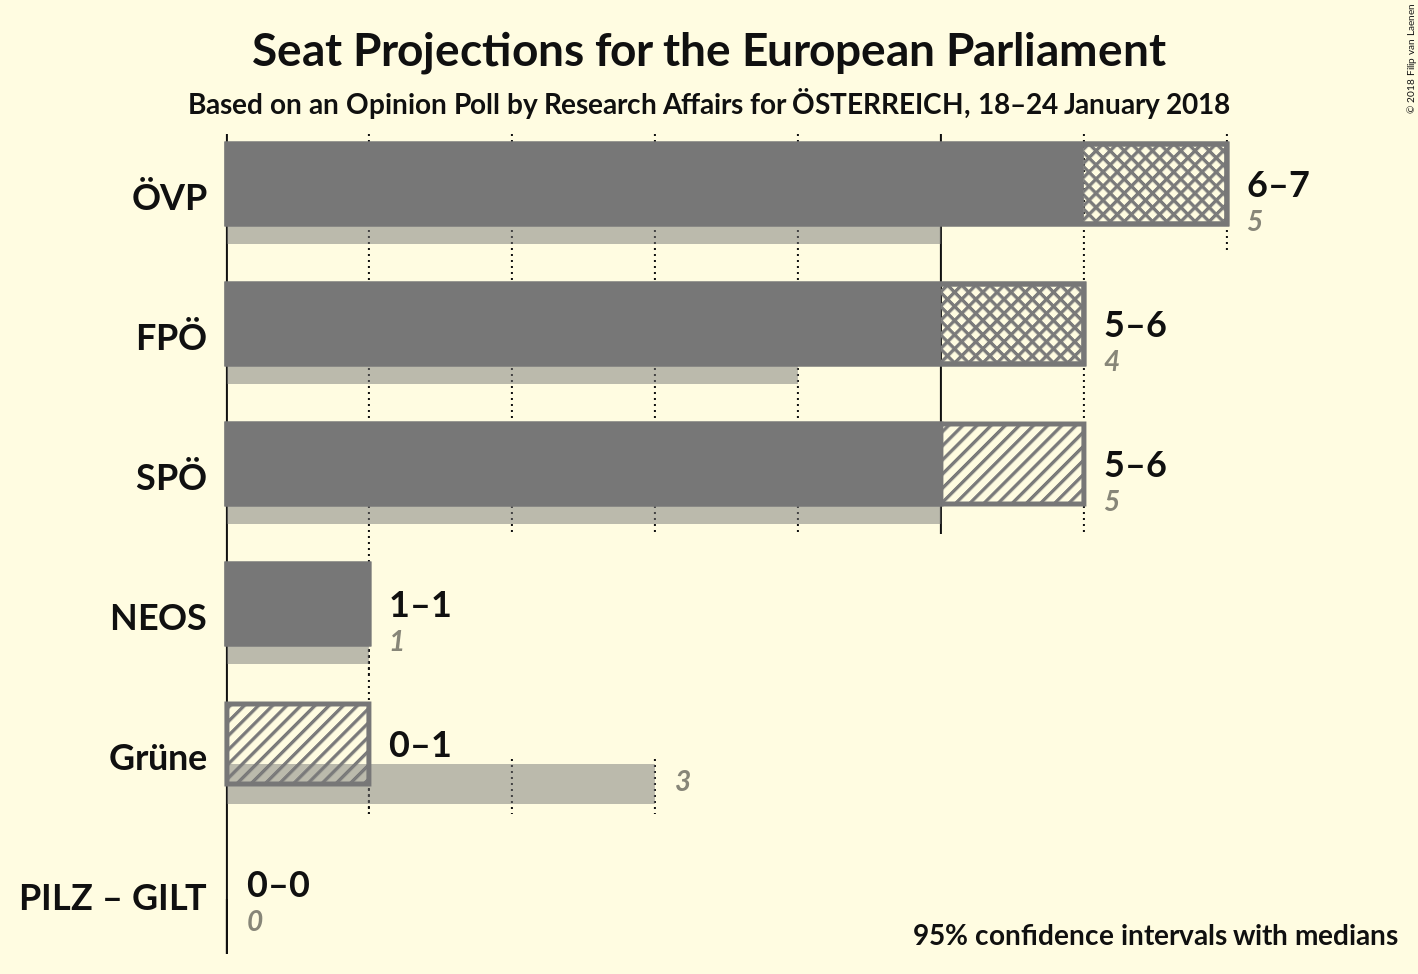 Seat Projections for the European Parliament
Based on an Opinion Poll by Research Affairs for ÖSTERREICH, 18–24 January 2018
© 2018 Filip van Laenen
ÖVP
6–7
5
FPÖ
5–6
4
SPÖ
5–6
5
NEOS
1–1
1
Grüne
0–1
3
PILZ – GILT
0–0
0
95% confidence intervals with medians